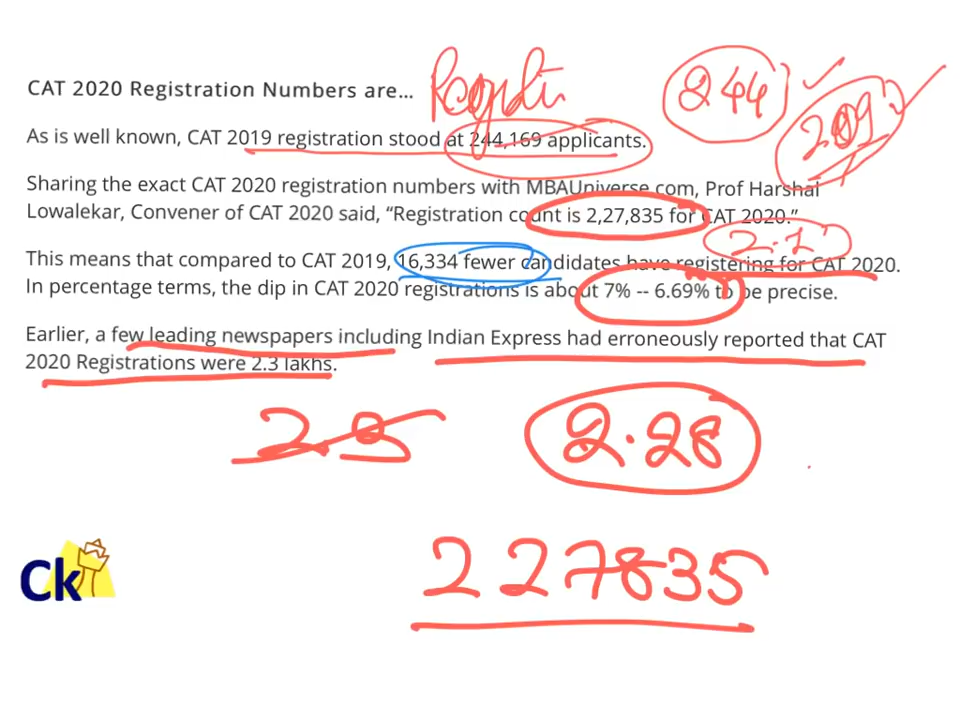 CAT 2020 Registration Numbers are...
244
209
As is well known, CAT 2019 registration stood at 244,169 applicants.
Sharing the exact CAT 2020 registration numbers with MBAUniverse.com, Prof Harshal
Lowalekar, Convener of CAT 2020 said, “Registration count is 2,27,835 for CAT 2020.”
This means that compared to CAT 2019, 16,334 fewer candidates have registering for CAT 2020.
In percentage terms, the dip in CAT 2020 registrations is about 7% -- 6.69% to be precise.
Earlier, a few leading newspapers including Indian Express had erroneously reported that CAT
2020 Registrations were 2.3 lakhs.
2.28
227835
Ck